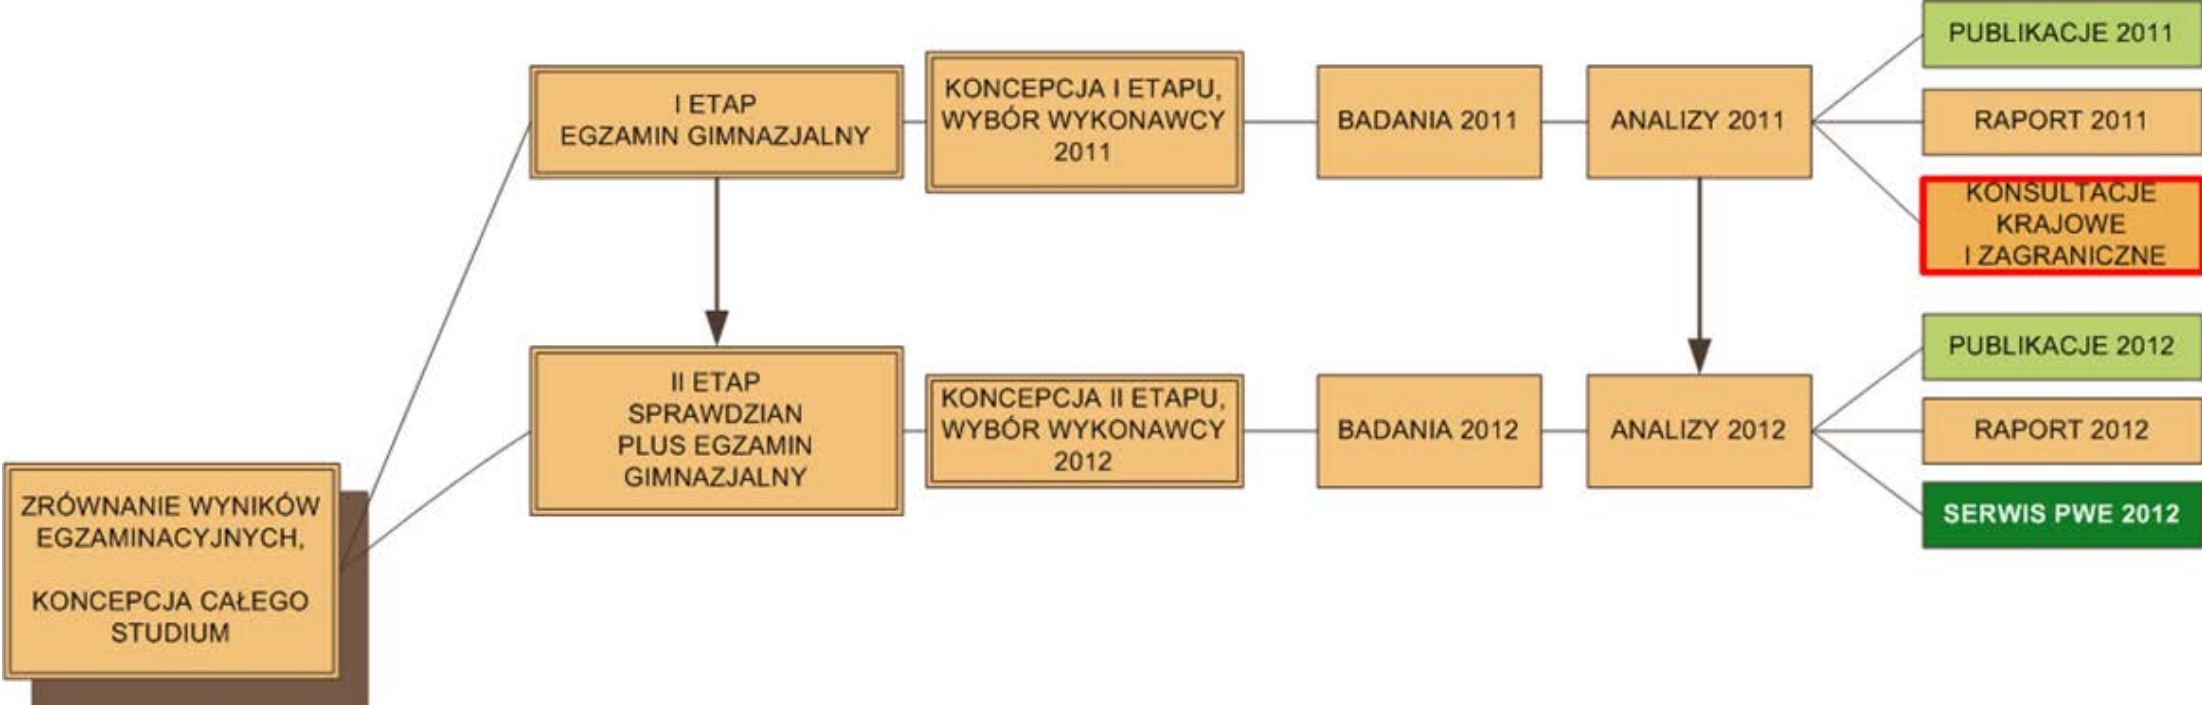 I ETAP
EGZAMIN GIMNAZJALNY
KONCEPCJA I ETAPU,
WYBÓR WYKONAWCY
2011
BADANIA 2011
ANALIZY 2011
PUBLIKACJE 2011
RAPORT 2011
KONSULTACJE
KRAJOWE
I ZAGRANICZNE
II ETAP
SPRAWDZIAN
PLUS EGZAMIN
GIMNAZJALNY
KONCEPCJA II ETAPU,
WYBÓR WYKONAWCY
2012
BADANIA 2012
ANALIZY 2012
PUBLIKACJE 2012
RAPORT 2012
SERWIS PWE 2012
ZRÓWNANIE WYNIKÓW
EGZAMINACYJNYCH,
KONCEPCJA CAŁEGO
STUDIUM